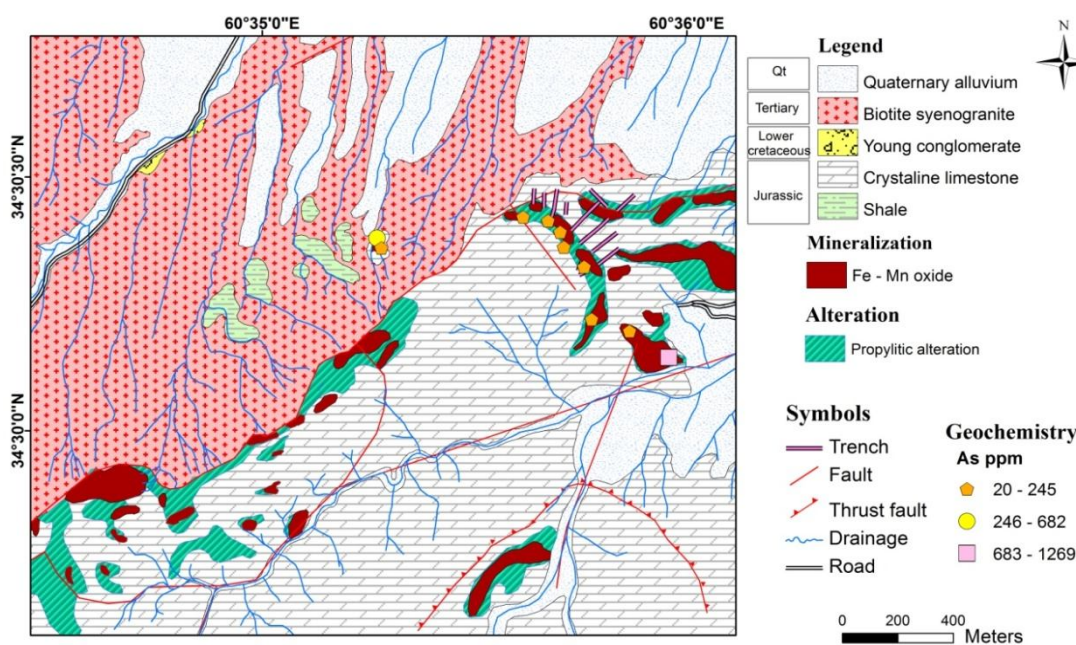 60°35'0"E
60°36'0"E
N
34°30'30"N
34°30'0"N
Legend
Qt
Quaternary alluvium
Tertiary
Biotite syenogranite
Lower
cretaceous
Young conglomerate
Jurassic
Crystaline limestone
Shale
Mineralization
Fe - Mn oxide
Alteration
Propylitic alteration
Symbols
Trench
Fault
Thrust fault
Drainage
Road
Geochemistry
As ppm
20 - 245
246 - 682
683 - 1269
0 200 400
Meters